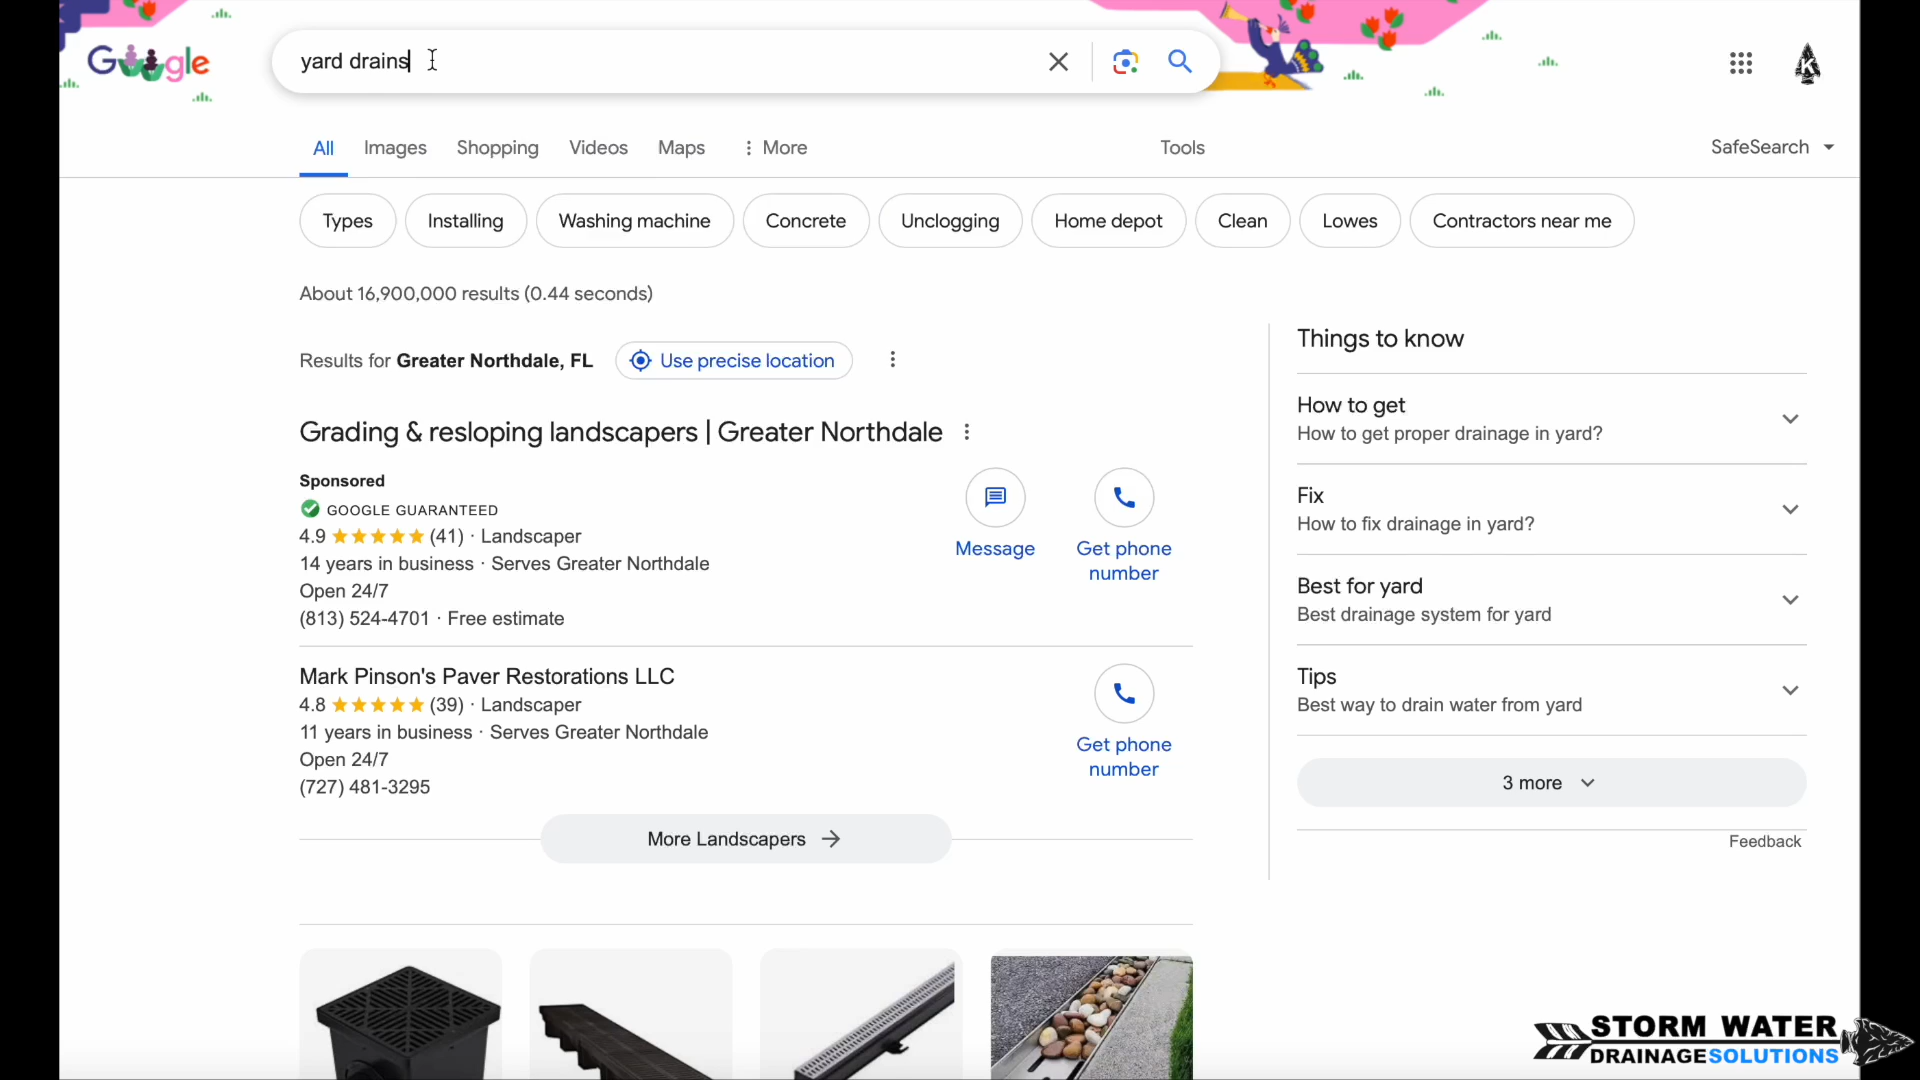 Google
yard drains
K
All
Images
Shopping
Videos
Maps
More
Tools
SafeSearch
Types
Installing
Washing machine
Concrete
Unclogging
Home depot
Clean
Lowes
Contractors near me
About 16,900,000 results (0.44 seconds)
Results for Greater Northdale, FL
Use precise location
Grading & resloping landscapers | Greater Northdale
Sponsored
GOOGLE GUARANTEED
4.9 ★★★★★ (41) · Landscaper
14 years in business · Serves Greater Northdale
Open 24/7
(813) 524-4701 · Free estimate
Message
Get phone
number
Mark Pinson's Paver Restorations LLC
4.8 ★★★★★ (39) · Landscaper
11 years in business · Serves Greater Northdale
Open 24/7
(727) 481-3295
Get phone
number
More Landscapers
Things to know
How to get
How to get proper drainage in yard?
Fix
How to fix drainage in yard?
Best for yard
Best drainage system for yard
Tips
Best way to drain water from yard
3 more
Feedback
STORM WATER
DRAINAGESOLUTIONS